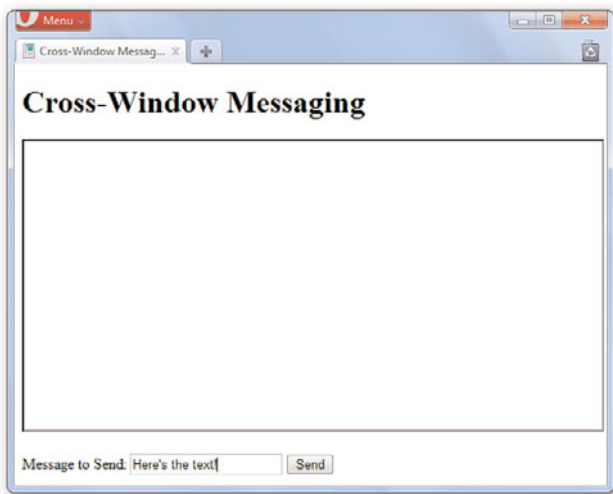 Menu
Cross-Window Messag...
Cross-Window Messaging
Message to Send: Here's the text!
Send